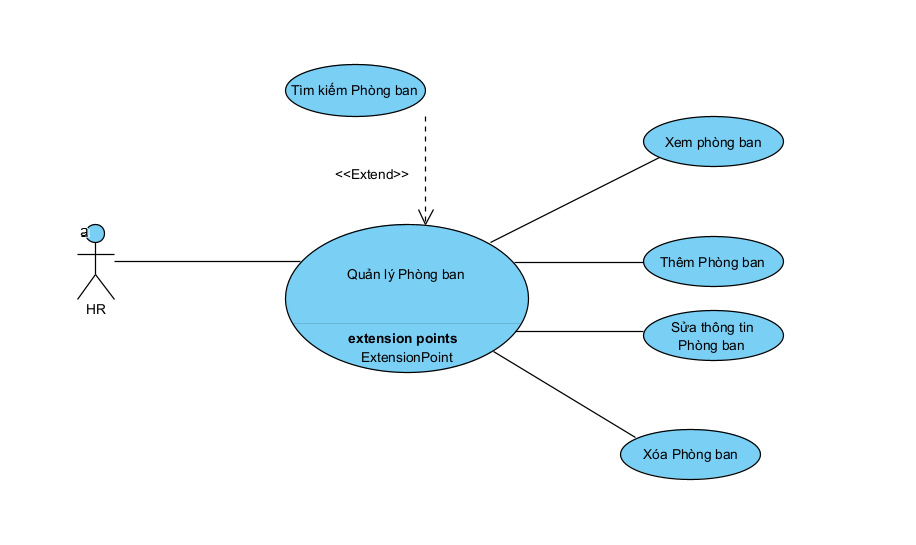 Tìm kiếm Phòng ban
Xem phòng ban
<<Extend>>
a
HR
Quản lý Phòng ban
extension points
ExtensionPoint
Thêm Phòng ban
Sửa thông tin
Phòng ban
Xóa Phòng ban